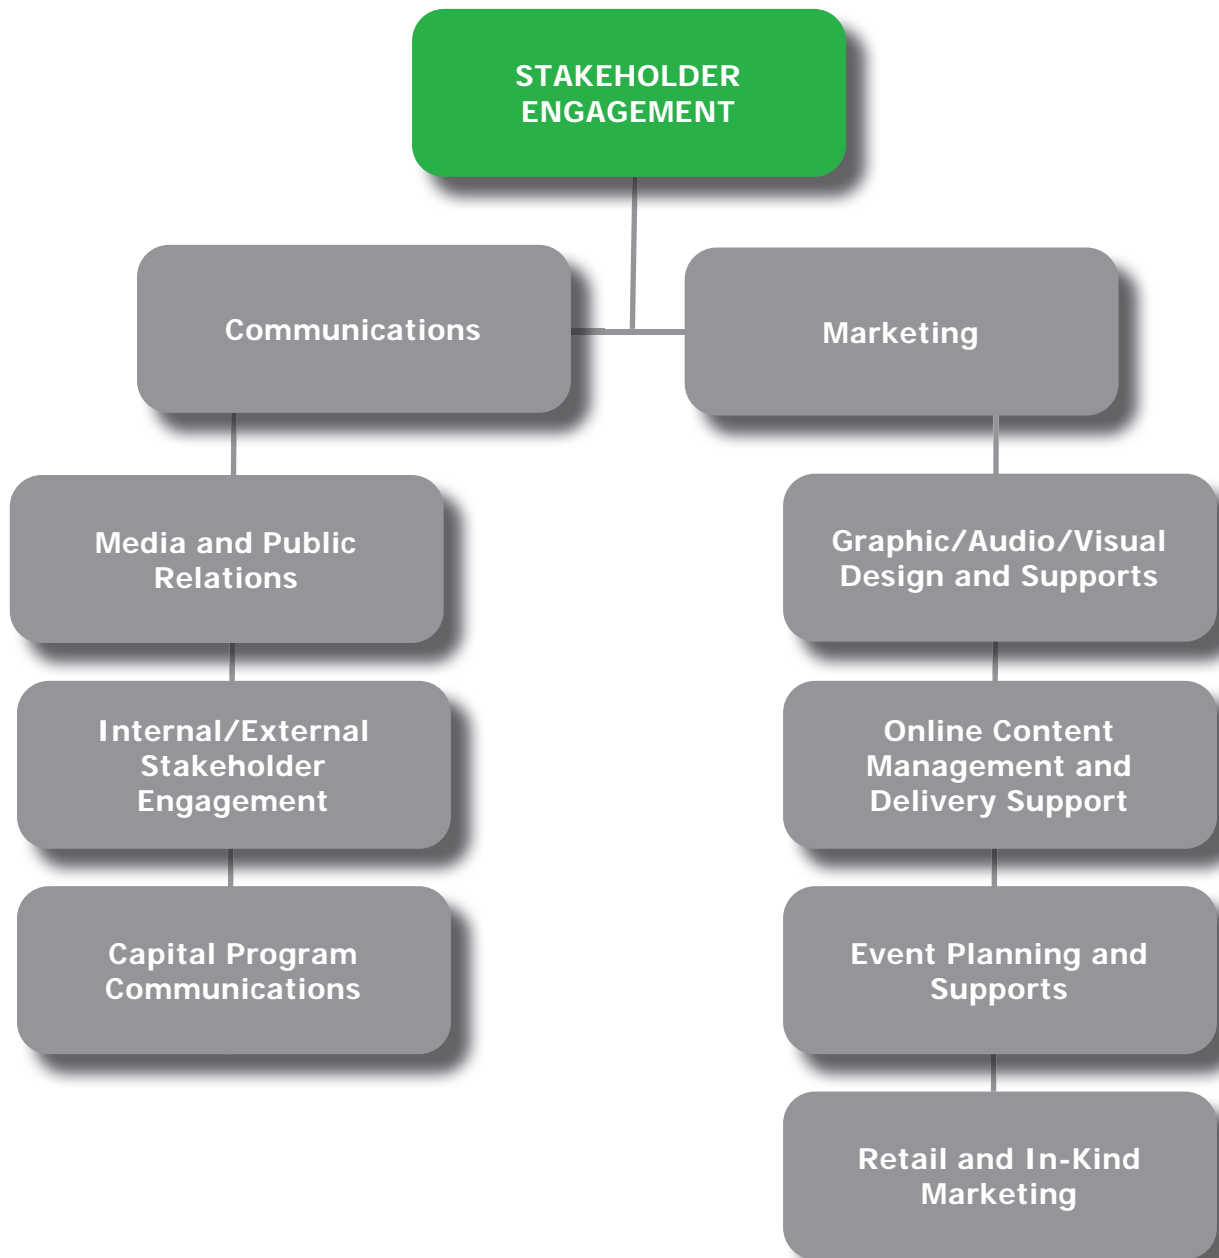 STAKEHOLDER
ENGAGEMENT
Communications
Marketing
Media and Public
Relations
Internal/External
Stakeholder
Engagement
Capital Program
Communications
Graphic/Audio/Visual
Design and Supports
Online Content
Management and
Delivery Support
Event Planning and
Supports
Retail and In-Kind
Marketing